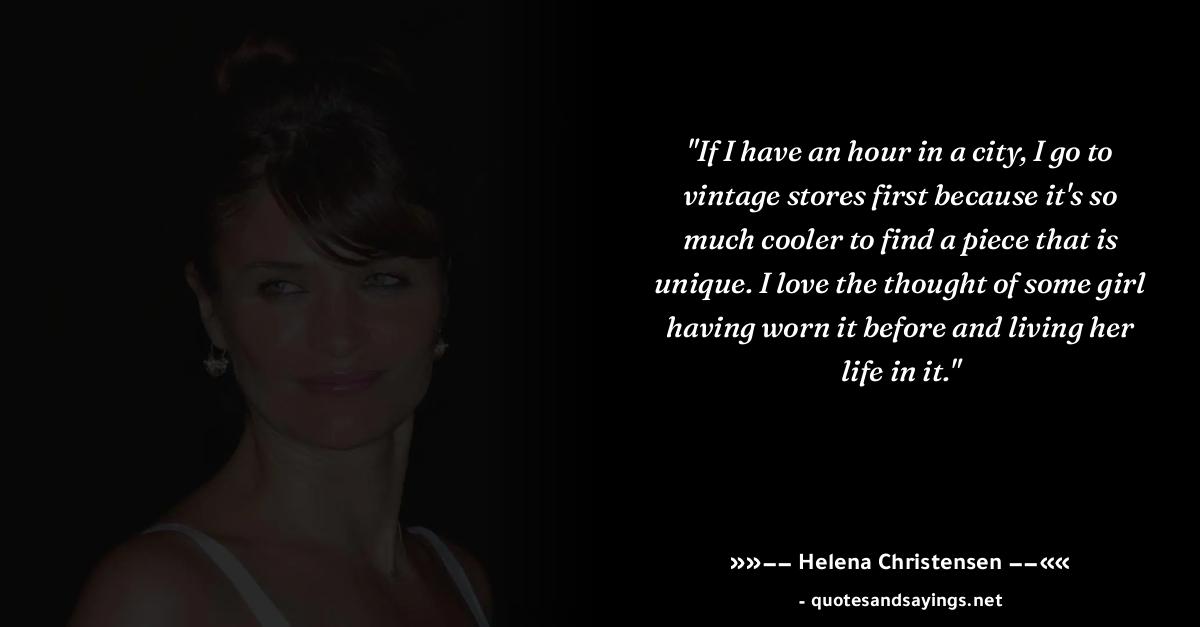 "If I have an hour in a city, I go to
vintage stores first because it's so
much cooler to find a piece that is
unique. I love the thought of some girl
having worn it before and living her
life in it."
»»−− Helena Christensen −−««
- quotesandsayings.net